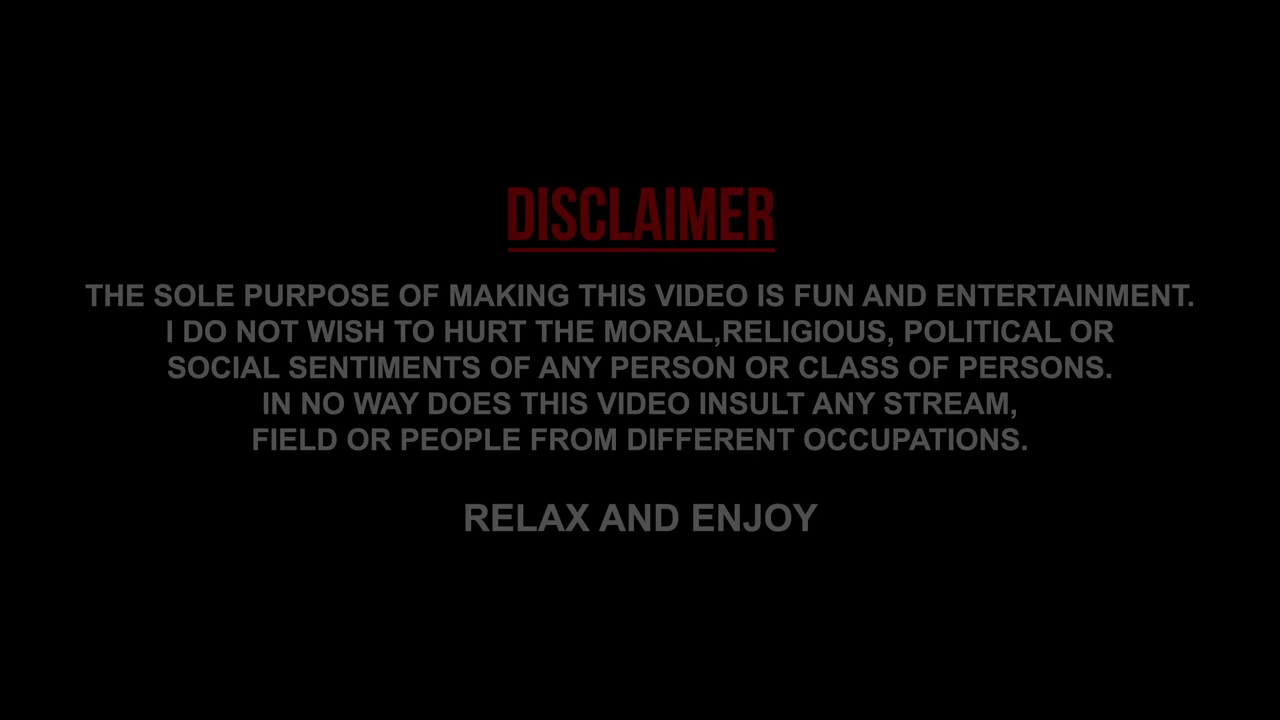 DISCLAIMER
THE SOLE PURPOSE OF MAKING THIS VIDEO IS FUN AND ENTERTAINMENT.
I DO NOT WISH TO HURT THE MORAL,RELIGIOUS, POLITICAL OR
SOCIAL SENTIMENTS OF ANY PERSON OR CLASS OF PERSONS.
IN NO WAY DOES THIS VIDEO INSULT ANY STREAM,
FIELD OR PEOPLE FROM DIFFERENT OCCUPATIONS.
RELAX AND ENJOY